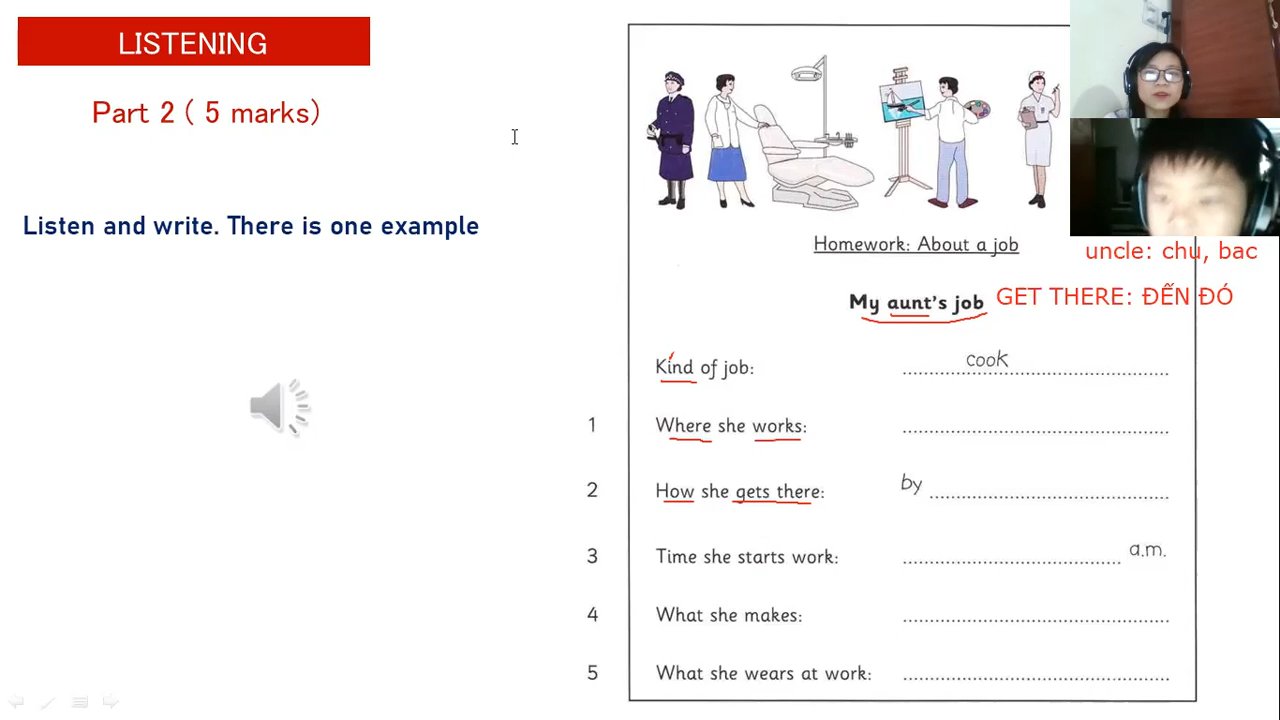 LISTENING
Part 2 ( 5 marks)
Listen and write. There is one example
Homework: About a job
uncle: chu, bac
My aunt's job
GET THERE: ĐẾN ĐÓ
Kind of job: cook
1 Where she works:
2 How she gets there: by
3 Time she starts work: a.m.
4 What she makes:
5 What she wears at work: